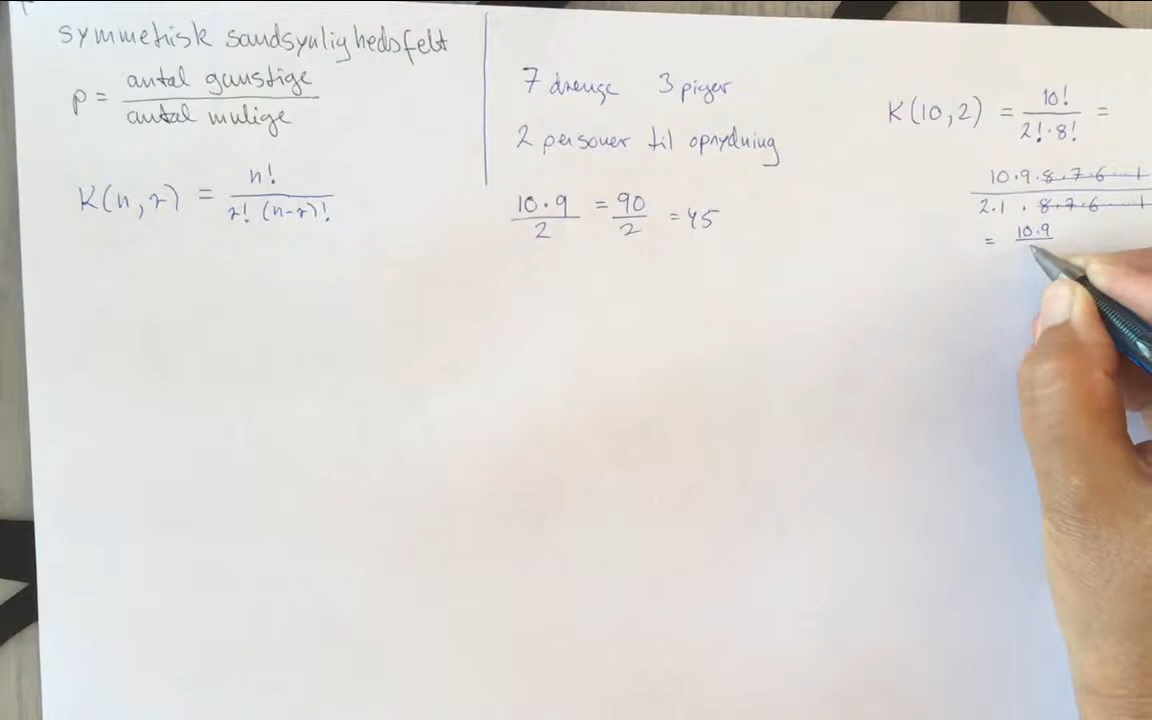 symmetrisk sandsynlighedsfelt
p = antal gunstige / antal mulige
K(n,r) = n! / r! (n-r)!
7 drenge 3 piger
2 personer til oprydning
10·9 / 2 = 90 / 2 = 45
K(10,2) = 10! / 2!·8! =
10·9·8·7·6···1 / 2·1 · 8·7·6···1
= 10·9